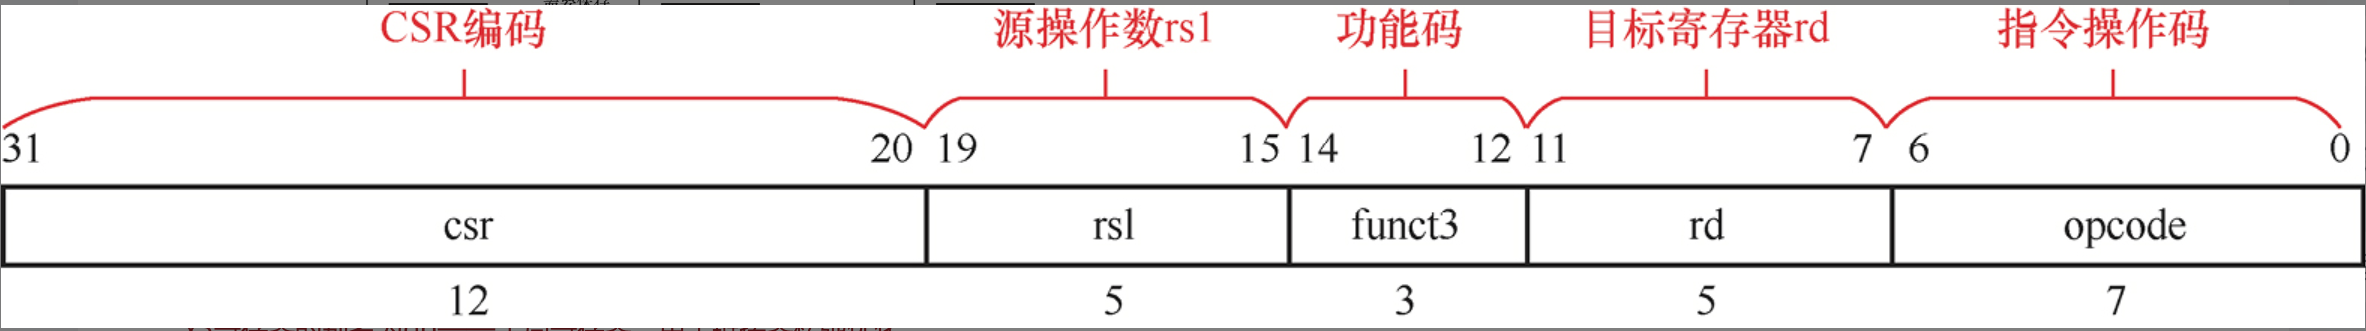 CSR编码 源操作数rs1 功能码 目标寄存器rd 指令操作码
31 20 19 15 14 12 11 7 6 0
csr rsl funct3 rd opcode
12 5 3 5 7